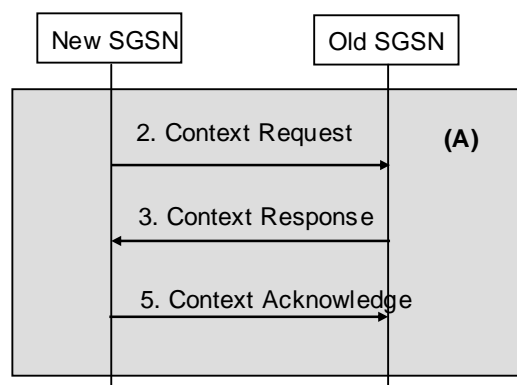 New SGSN
Old SGSN
2. Context Request
(A)
3. Context Response
5. Context Acknowledge